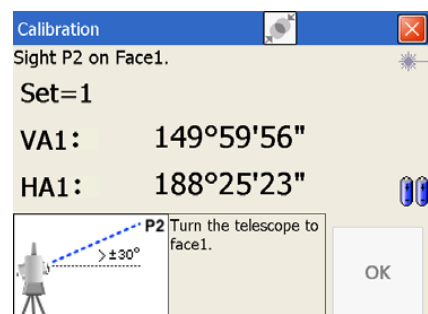 Calibration
Sight P2 on Face1.
Set=1
VA1: 149°59'56"
HA1: 188°25'23"
P2
>±30°
Turn the telescope to
face1.
OK